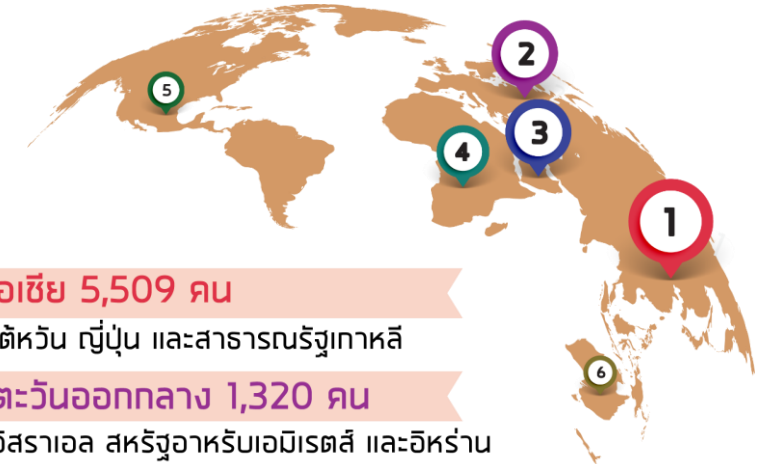 2
5
3
4
1
อเซีย 5,509 คน
ต้หวัน ญี่ปุ่น และสาธารณรัฐเกาหลี
6
ตะวันออกกลาง 1,320 คน
อิสราเอล สหรัฐอาหรับเอมิเรตส์ และอิหร่าน